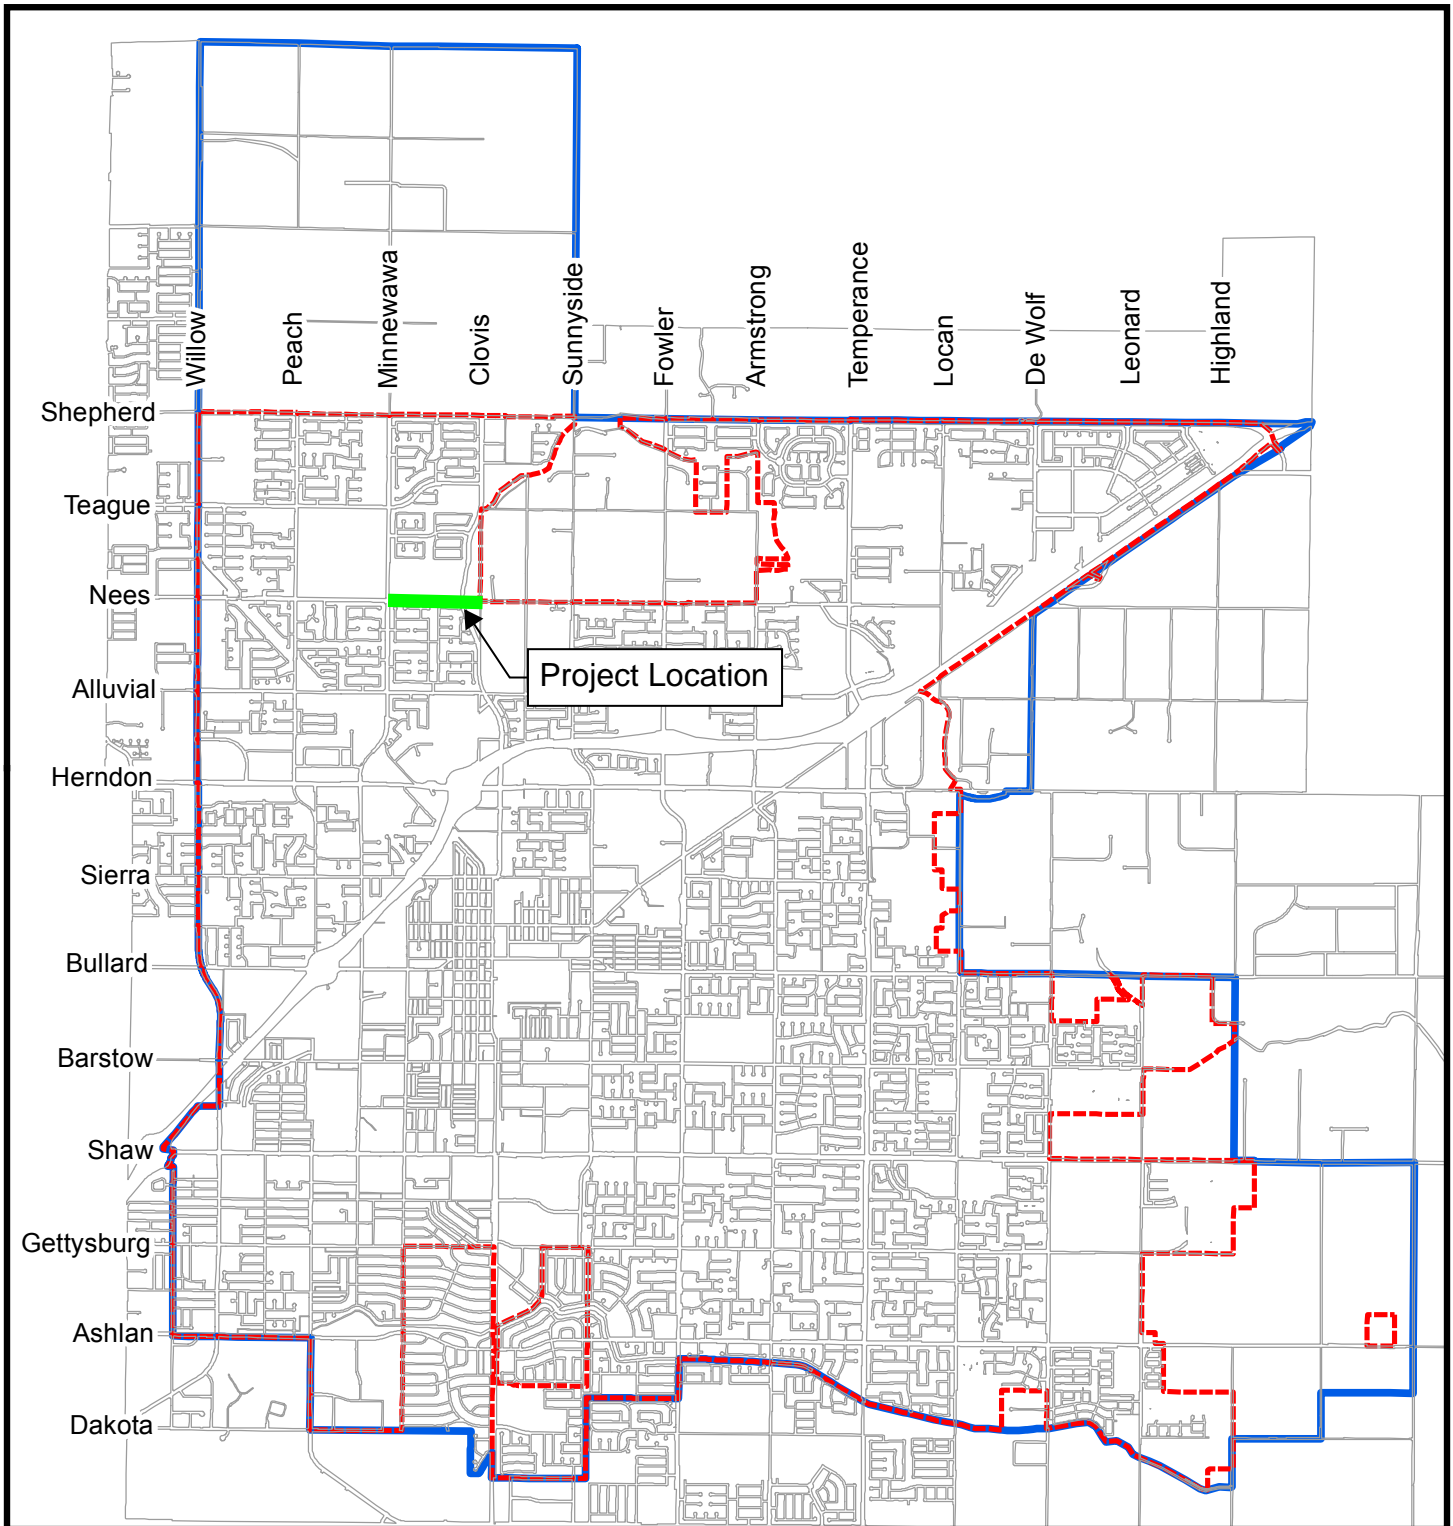 Willow
Peach
Minnewawa
Clovis
Sunnyside
Fowler
Armstrong
Temperance
Locan
De Wolf
Leonard
Highland
Shepherd
Teague
Nees
Project Location
Alluvial
Herndon
Sierra
Bullard
Barstow
Shaw
Gettysburg
Ashlan
Dakota